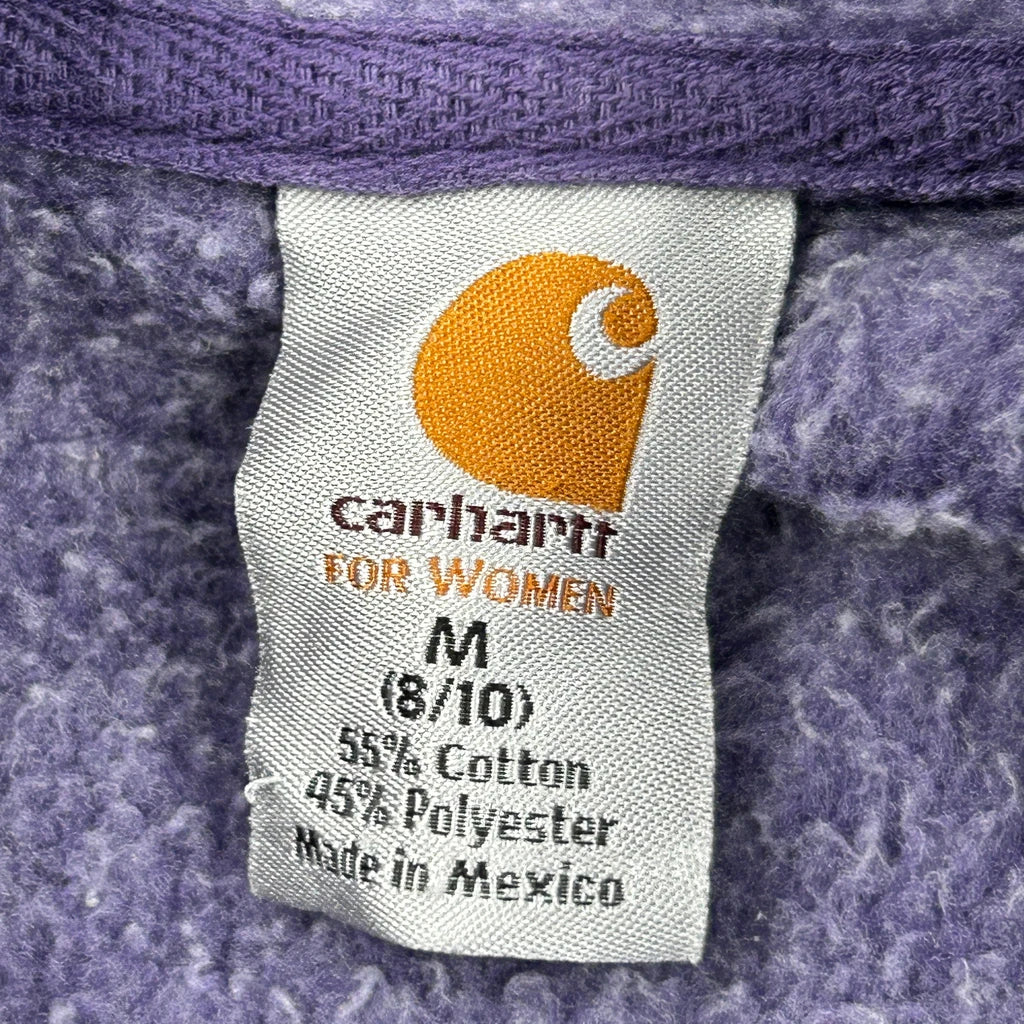 carhartt
FOR WOMEN
M
(8/10)
55% Cotton
45% Polyester
Made in Mexico